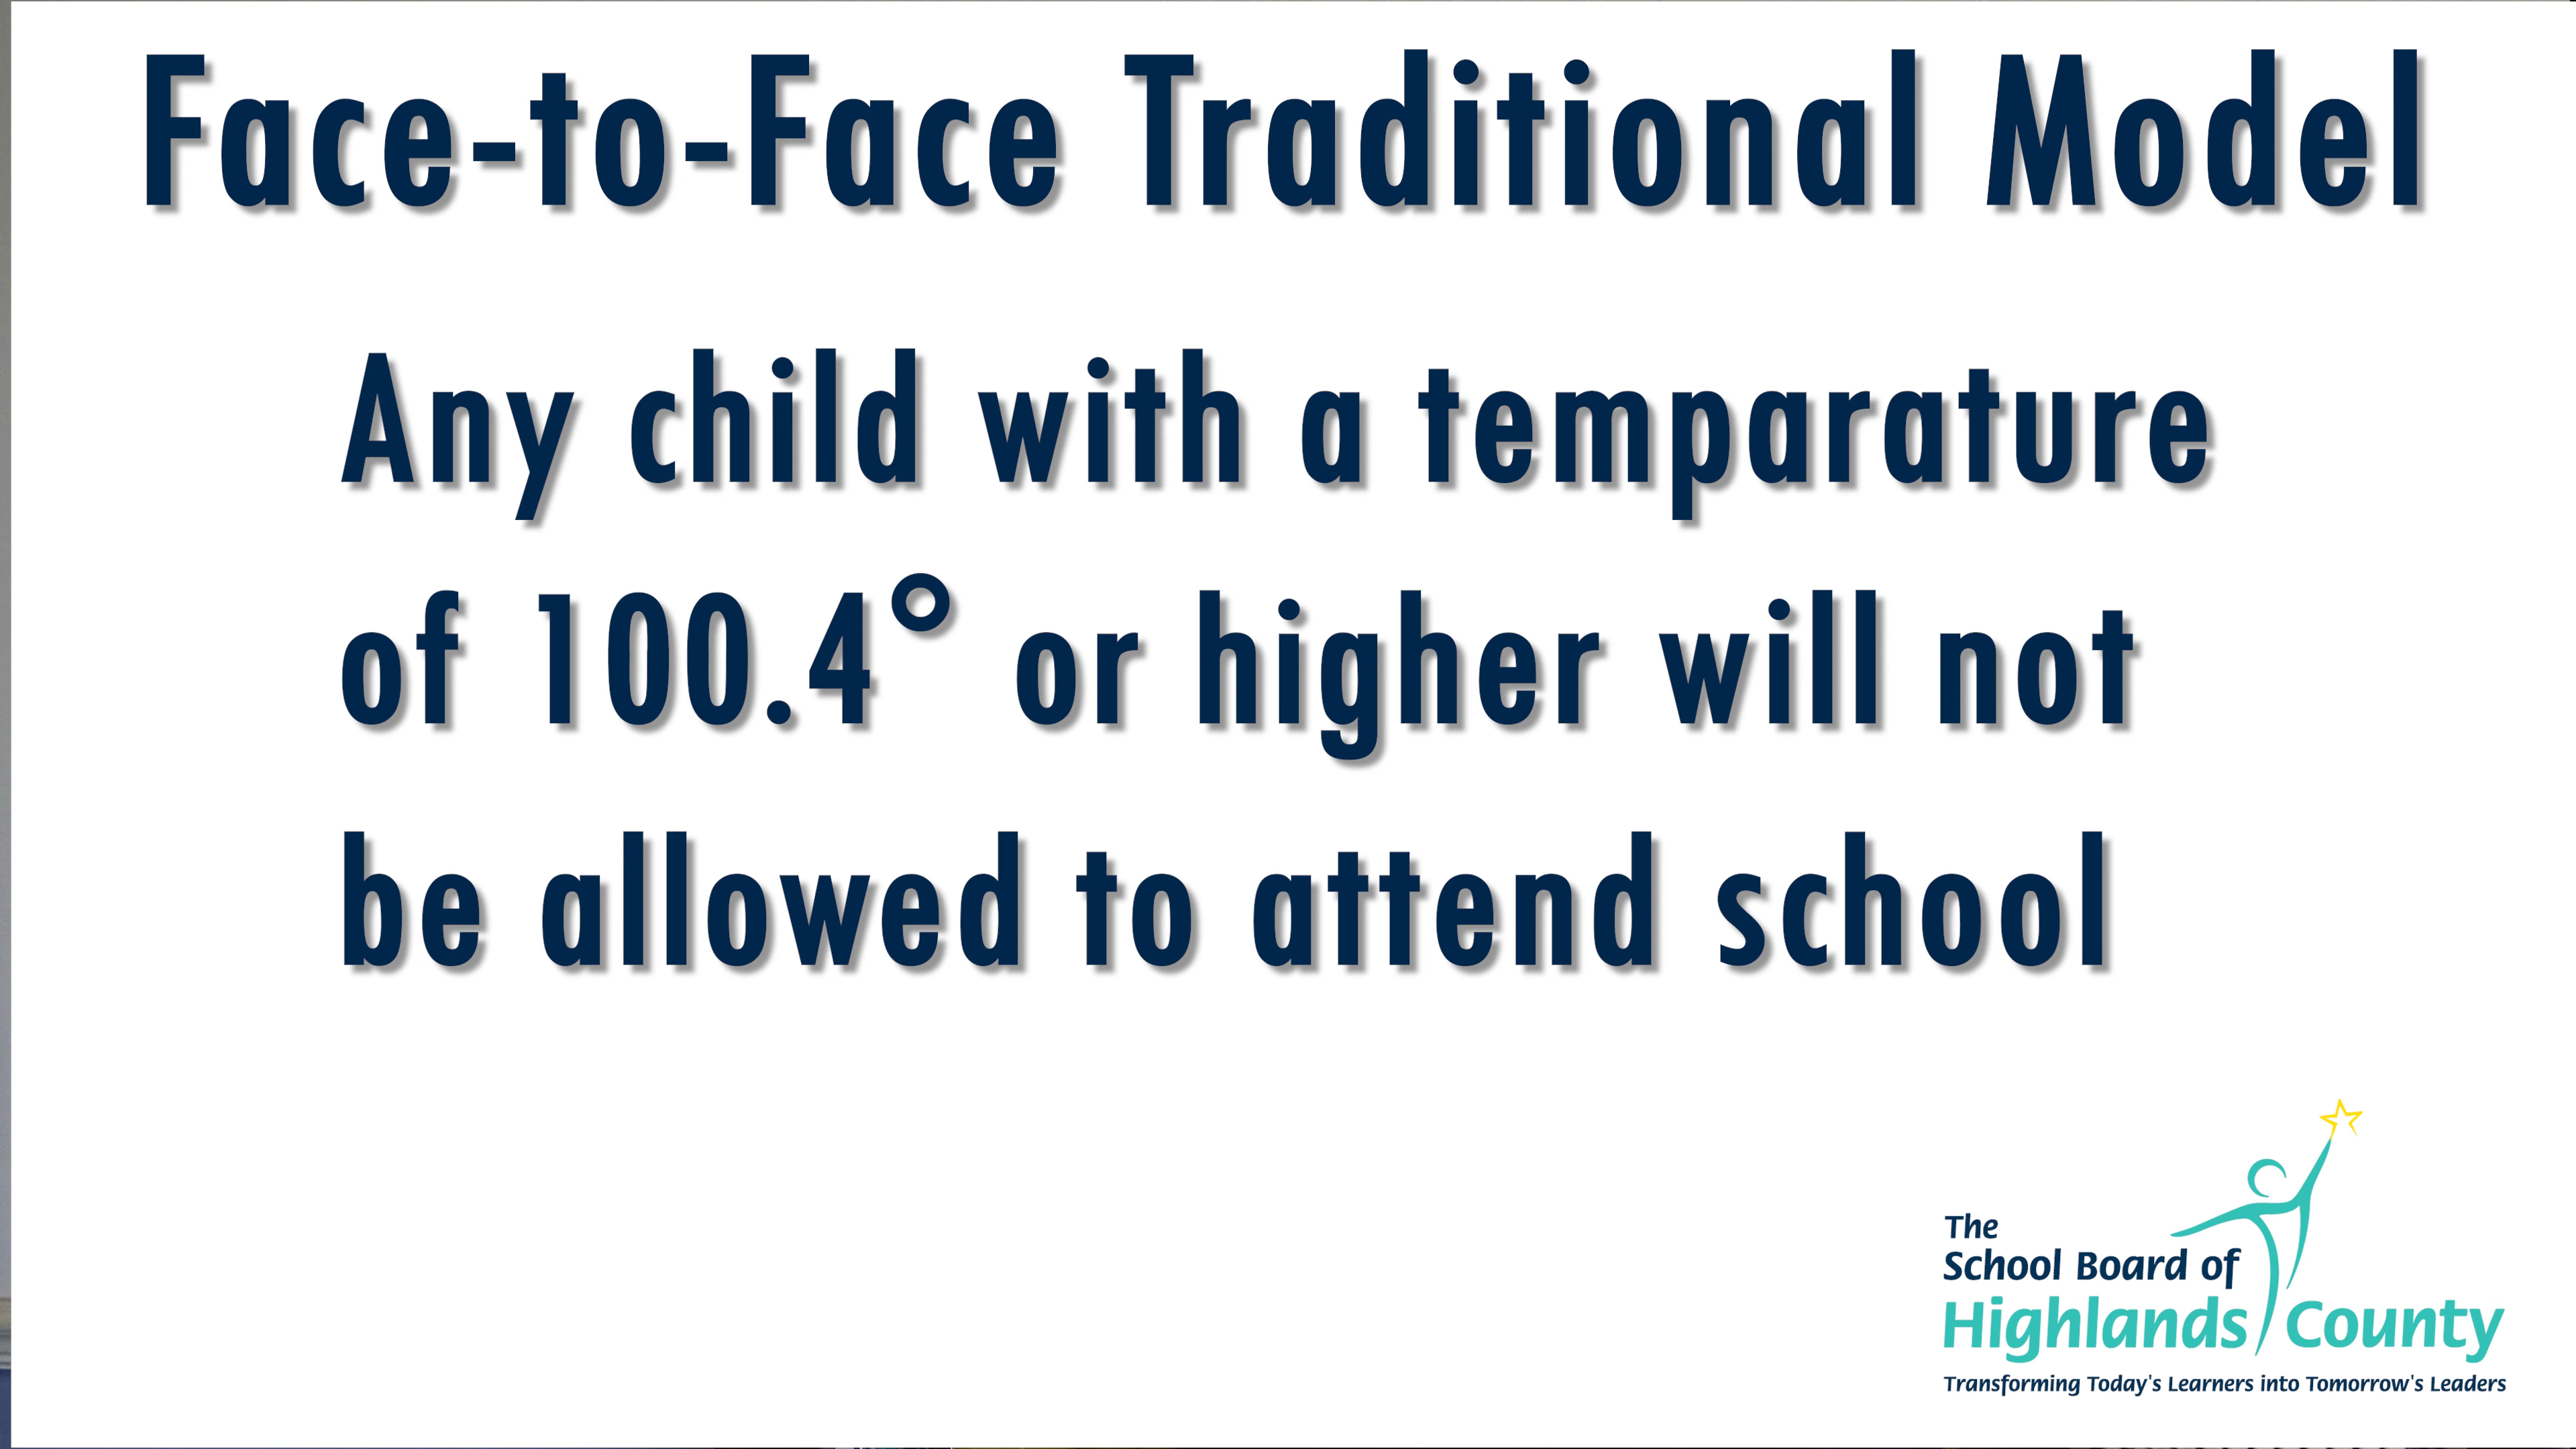 Face-to-Face Traditional Model
Any child with a temparature
of 100.4° or higher will not
be allowed to attend school
The
School Board of
Highlands County
Transforming Today's Learners into Tomorrow's Leaders